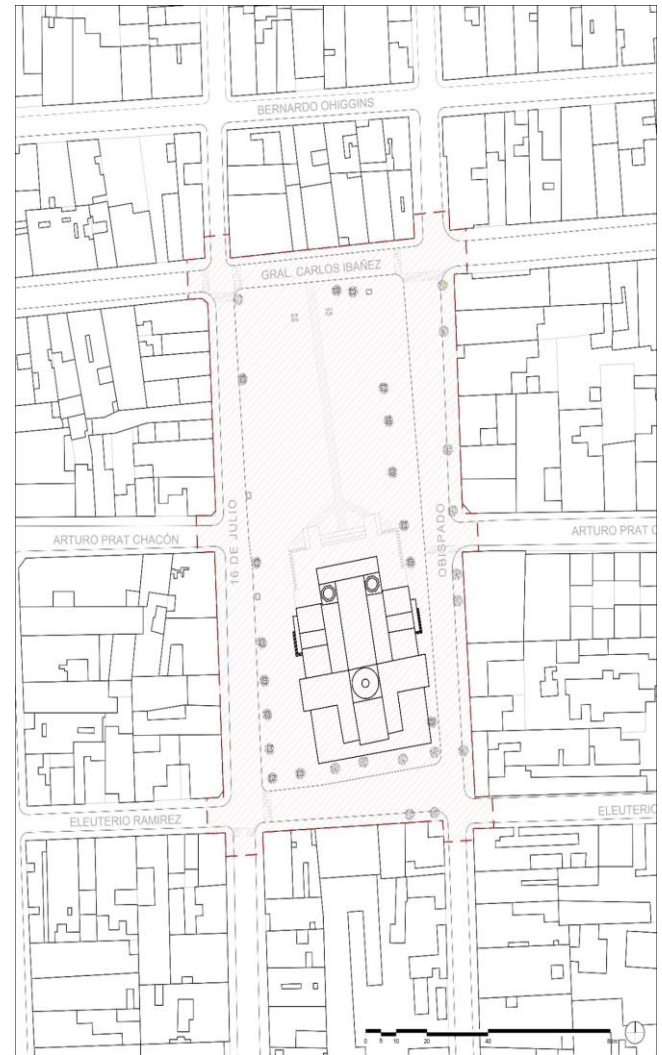 BERNARDO OHIGGINS
GRAL. CARLOS IBAÑEZ
16 DE JULIO
OBISPADO
ARTURO PRAT CHACÓN
ARTURO PRAT C
ELEUTERIO RAMIREZ
ELEUTERIO
0 5 10 20 40 80m